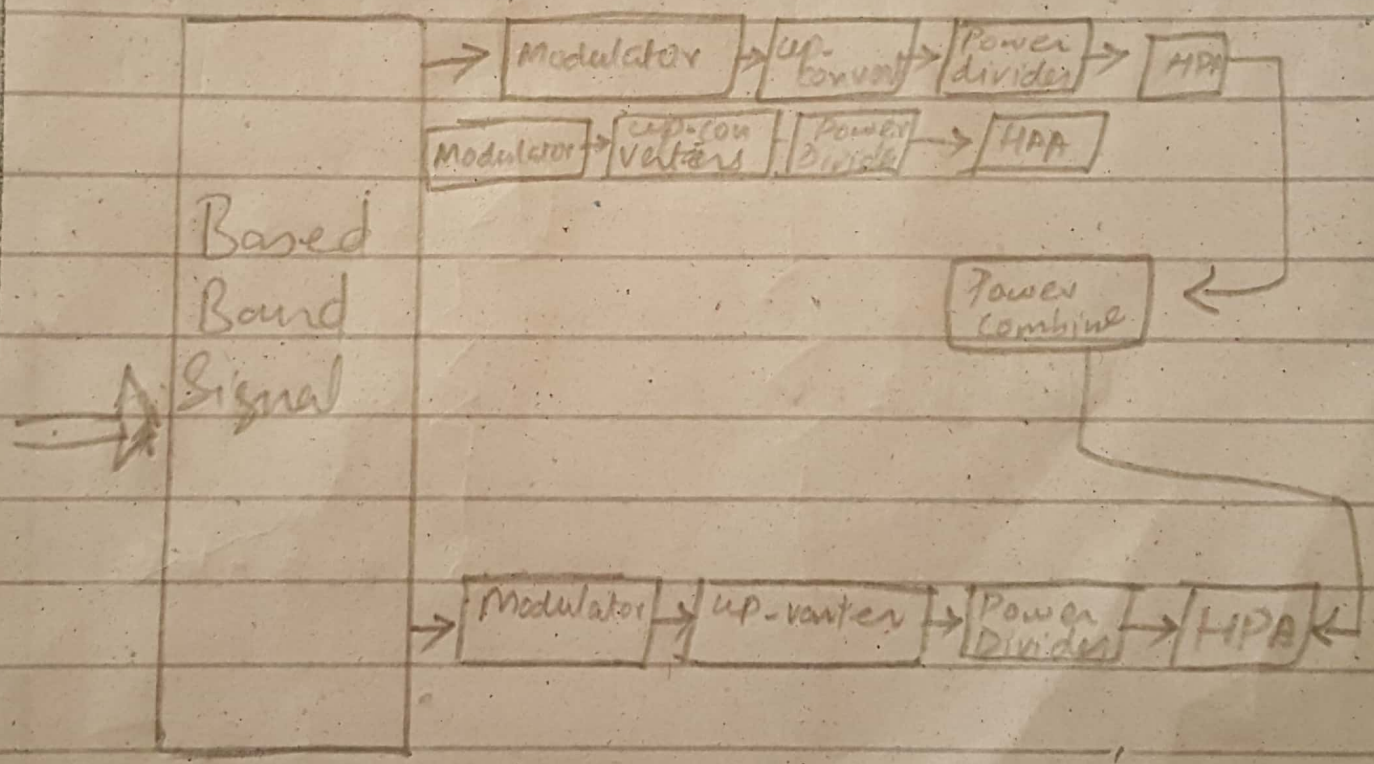 Modulator
up-
convert
Power
divider
HPA
Modulator
up-con
verters
Power
Divider
HPA
Based
Band
Signal
Power
Combine
Modulator
up-vanter
Power
Divider
HPA